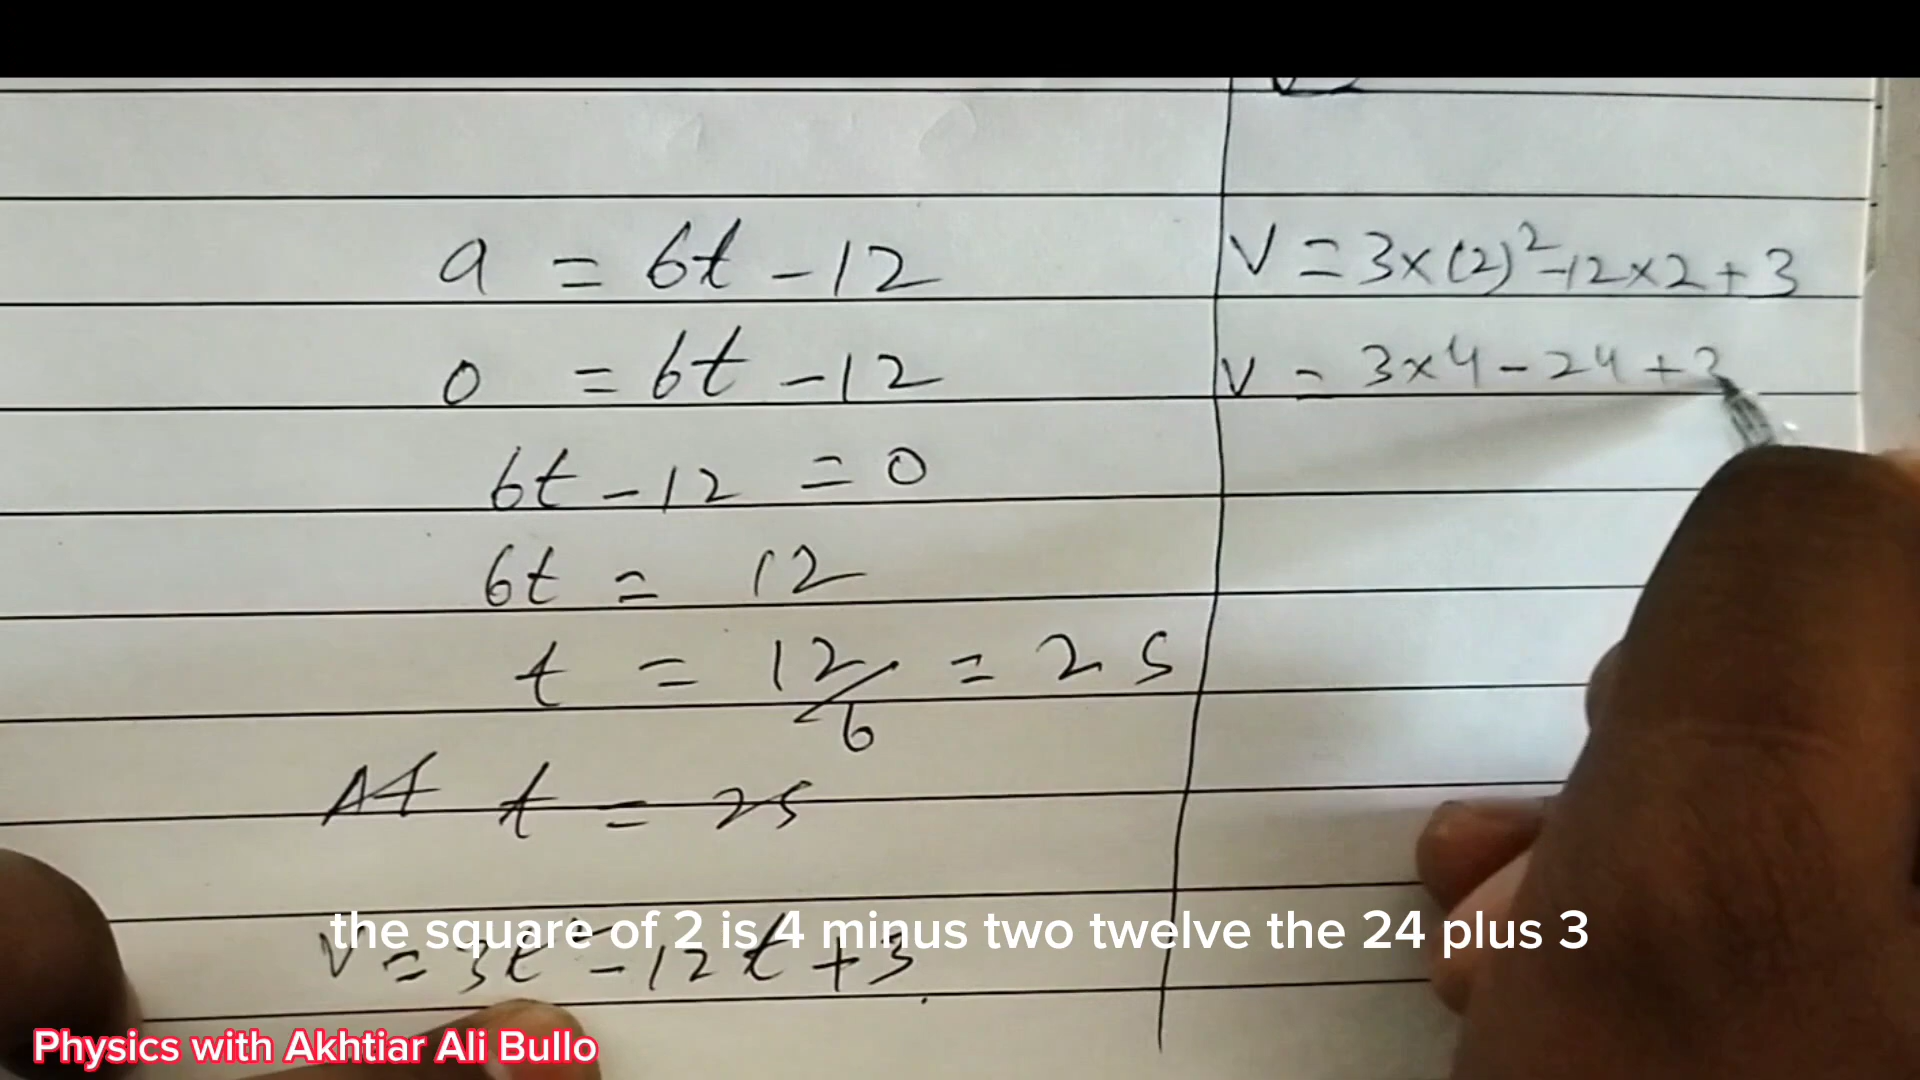 a = 6t - 12
0 = 6t - 12
6t - 12 = 0
6t = 12
t = 12/6 = 2 s
At t = 2s
v = 3t² - 12t + 3
V = 3×(2)² - 12×2 + 3
V = 3×4 - 24 + 3
the square of 2 is 4 minus two twelve the 24 plus 3
Physics with Akhtiar Ali Bullo